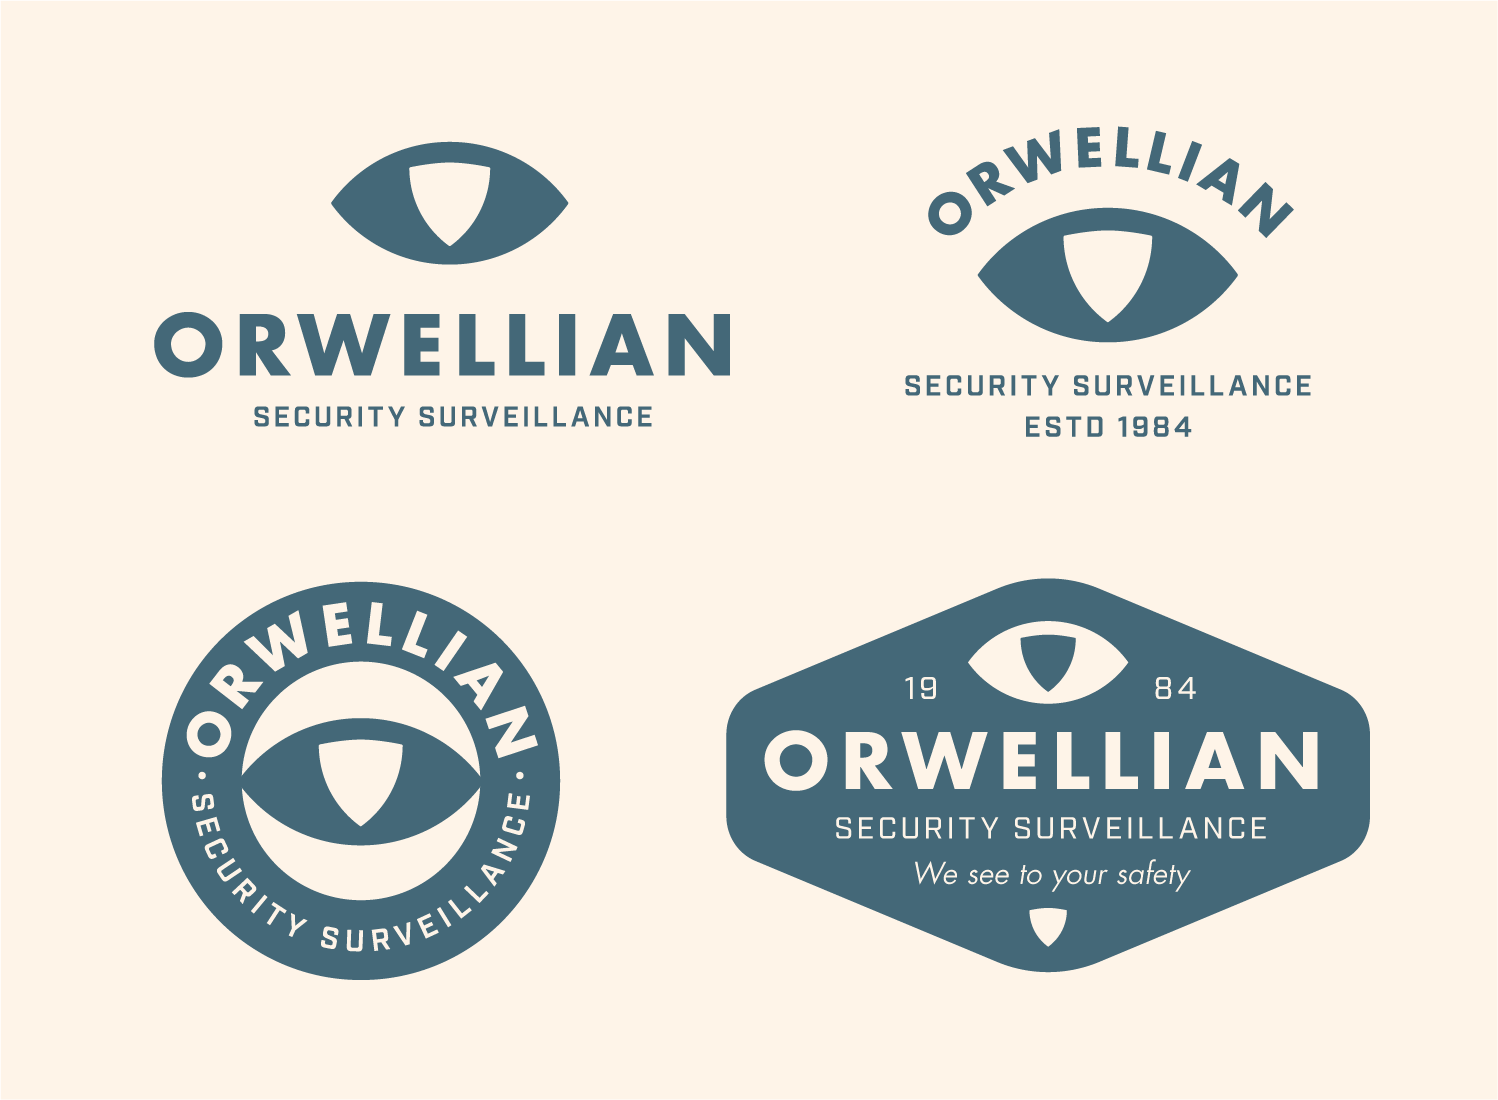 ORWELLIAN
SECURITY SURVEILLANCE
ORWELLIAN
SECURITY SURVEILLANCE
ESTD 1984
ORWELLIAN
· SECURITY SURVEILLANCE ·
19 84
ORWELLIAN
SECURITY SURVEILLANCE
We see to your safety